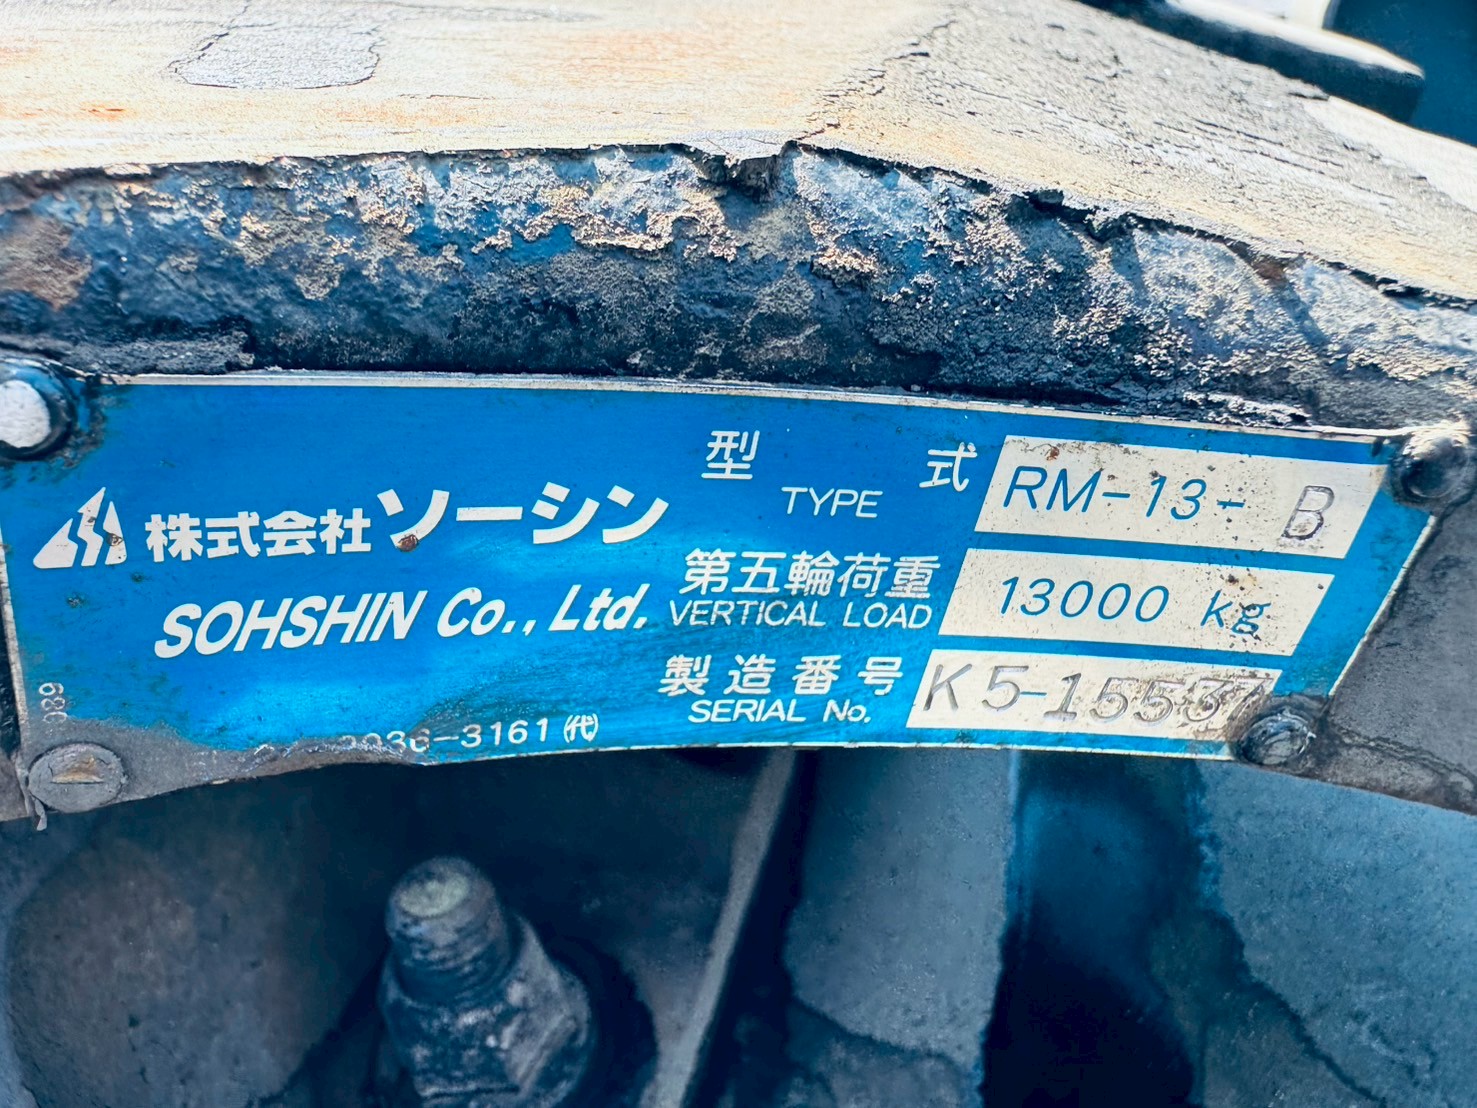 株式会社ソーシン
SOHSHIN Co., Ltd.
36-3161(代)
型式 RM-13-B
TYPE
第五輪荷重 13000 kg
VERTICAL LOAD
製造番号 K5-15537
SERIAL No.